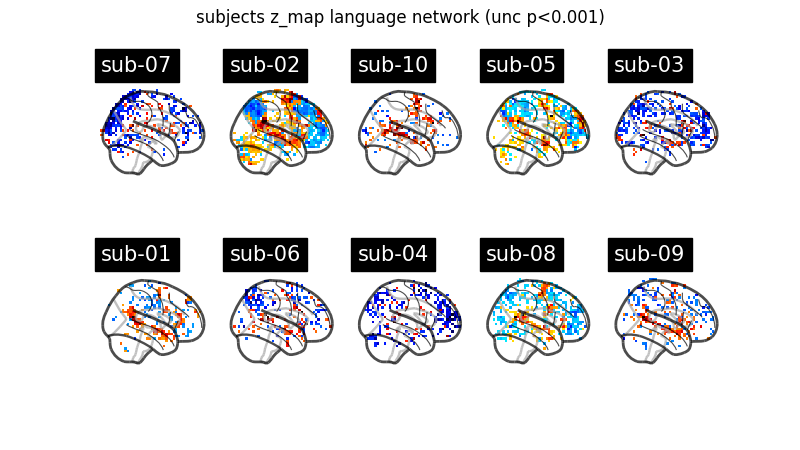 subjects z_map language network (unc p<0.001)
sub-07 sub-02 sub-10 sub-05 sub-03
sub-01 sub-06 sub-04 sub-08 sub-09